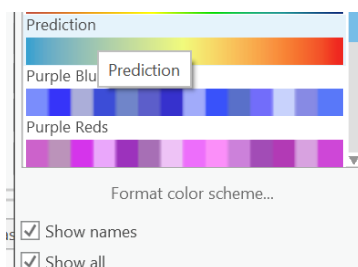 Prediction
Purple Blu
Prediction
Purple Reds
Format color scheme...
Show names
Show all